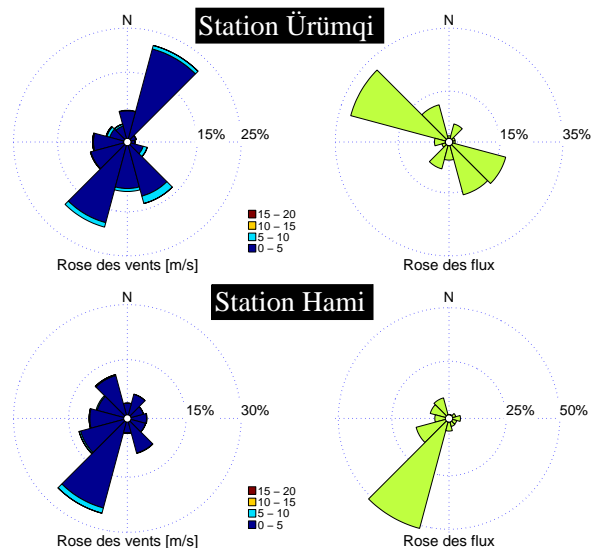 Station Ürümqi
N
N
15%
25%
15%
35%
15 – 20
10 – 15
5 – 10
0 – 5
Rose des vents [m/s]
Rose des flux
Station Hami
N
N
15%
30%
25%
50%
15 – 20
10 – 15
5 – 10
0 – 5
Rose des vents [m/s]
Rose des flux